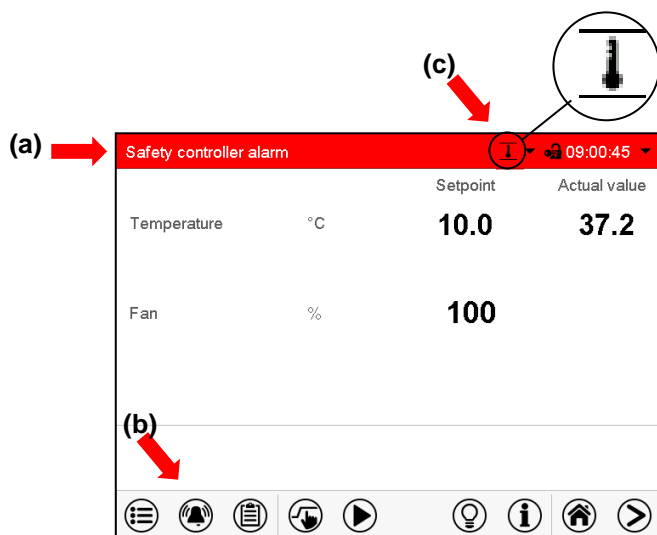 (c)
(a)
Safety controller alarm 09:00:45
Setpoint Actual value
Temperature °C 10.0 37.2
Fan % 100
(b)